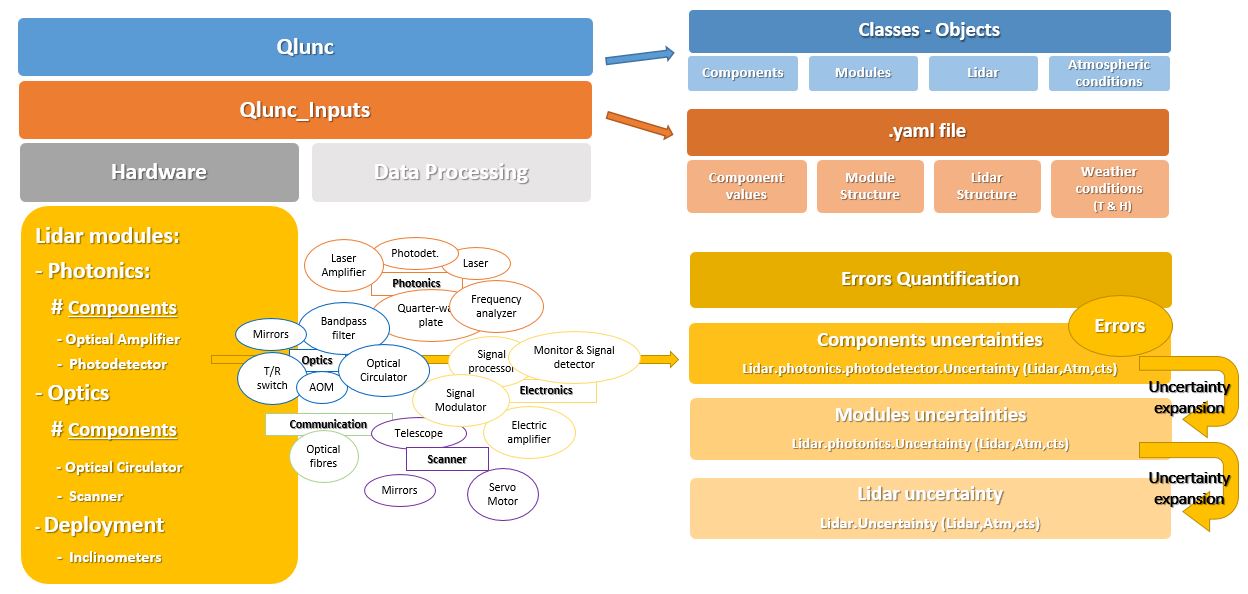 Qlunc
Qlunc_Inputs
Hardware
Data Processing
Lidar modules:
- Photonics:
# Components
- Optical Amplifier
- Photodetector
- Optics
# Components
- Optical Circulator
- Scanner
- Deployment
- Inclinometers
Laser
Amplifier
Photodet.
Laser
Photonics
Quarter-wa
plate
Frequency
analyzer
Mirrors
Bandpass
filter
Optics
T/R
switch
AOM
Optical
Circulator
Signal
processor
Monitor & Signal
detector
Electronics
Signal
Modulator
Electric
amplifier
Communication
Optical
fibres
Telescope
Scanner
Mirrors
Servo
Motor
Classes - Objects
Components
Modules
Lidar
Atmospheric
conditions
.yaml file
Component
values
Module
Structure
Lidar
Structure
Weather
conditions
(T & H)
Errors Quantification
Errors
Components uncertainties
Lidar.photonics.photodetector.Uncertainty (Lidar,Atm,cts)
Uncertainty
expansion
Modules uncertainties
Lidar.photonics.Uncertainty (Lidar,Atm,cts)
Uncertainty
expansion
Lidar uncertainty
Lidar.Uncertainty (Lidar,Atm,cts)